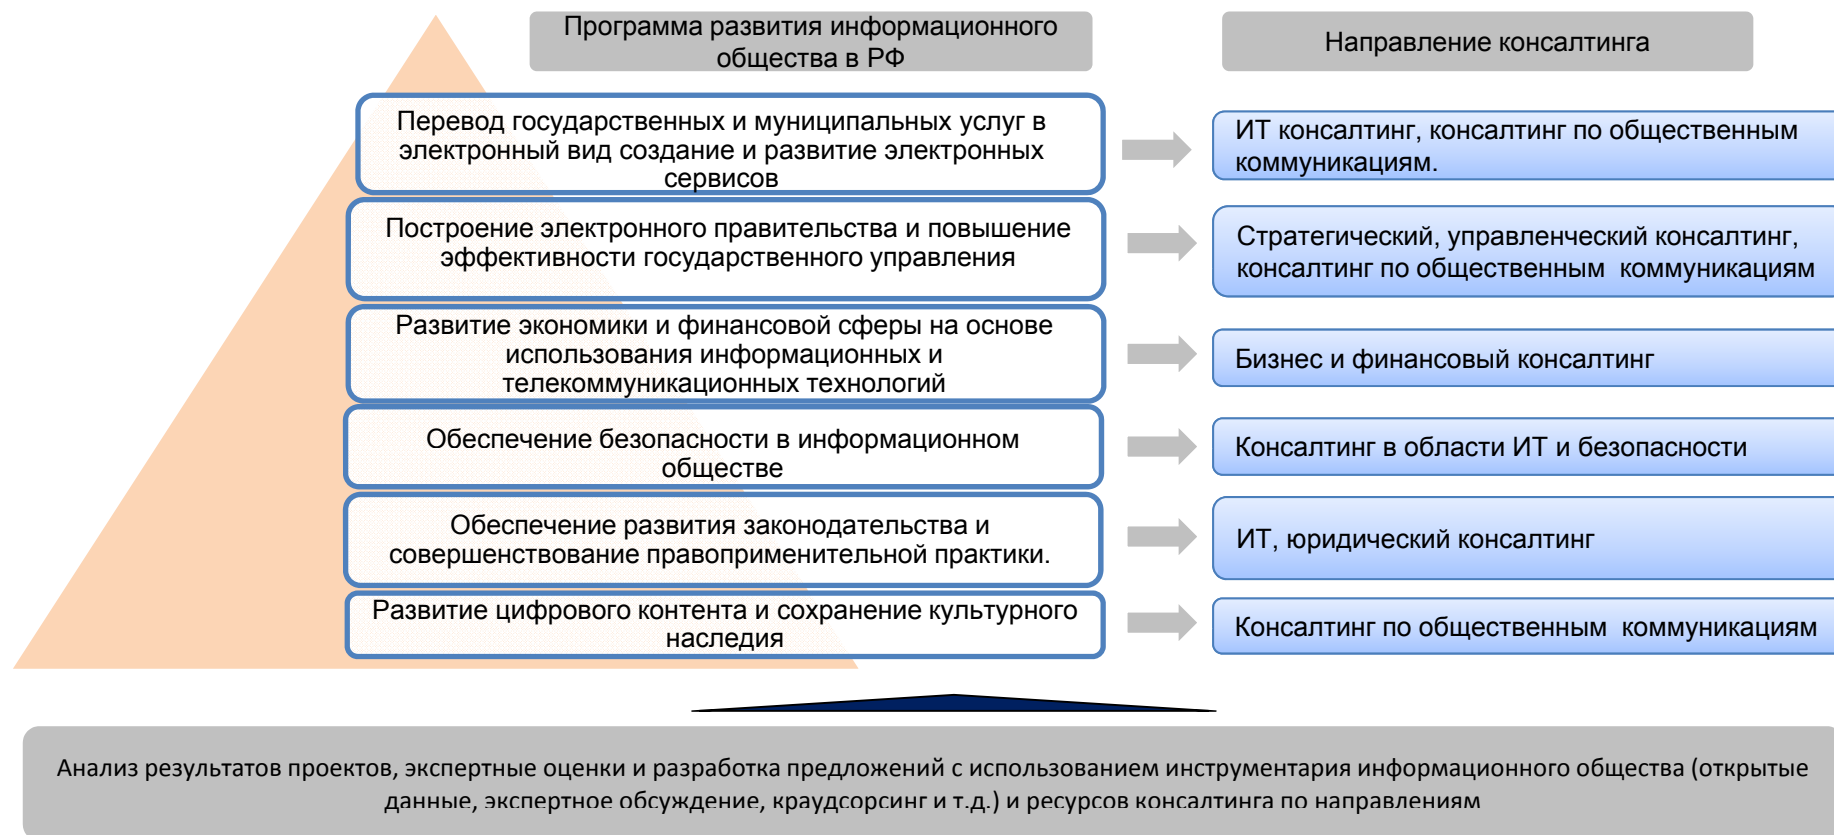 Программа развития информационного
общества в РФ
Направление консалтинга
Перевод государственных и муниципальных услуг в
электронный вид создание и развитие электронных
сервисов
ИТ консалтинг, консалтинг по общественным
коммуникациям.
Построение электронного правительства и повышение
эффективности государственного управления
Стратегический, управленческий консалтинг,
консалтинг по общественным коммуникациям
Развитие экономики и финансовой сферы на основе
использования информационных и
телекоммуникационных технологий
Бизнес и финансовый консалтинг
Обеспечение безопасности в информационном
обществе
Консалтинг в области ИТ и безопасности
Обеспечение развития законодательства и
совершенствование правоприменительной практики.
ИТ, юридический консалтинг
Развитие цифрового контента и сохранение культурного
наследия
Консалтинг по общественным коммуникациям
Анализ результатов проектов, экспертные оценки и разработка предложений с использованием инструментария информационного общества (открытые
данные, экспертное обсуждение, краудсорсинг и т.д.) и ресурсов консалтинга по направлениям